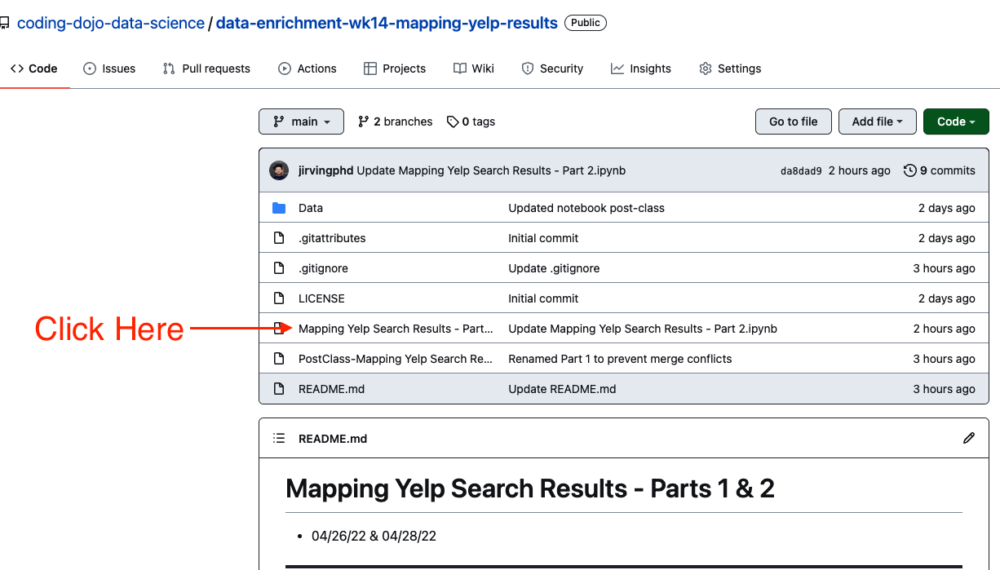 coding-dojo-data-science / data-enrichment-wk14-mapping-yelp-results Public
Code Issues Pull requests Actions Projects Wiki Security Insights Settings
main 2 branches 0 tags Go to file Add file Code
jirvingphd Update Mapping Yelp Search Results - Part 2.ipynb da8dad9 2 hours ago 9 commits
Data Updated notebook post-class 2 days ago
.gitattributes Initial commit 2 days ago
.gitignore Update .gitignore 3 hours ago
LICENSE Initial commit 2 days ago
Click Here Mapping Yelp Search Results - Part... Update Mapping Yelp Search Results - Part 2.ipynb 2 hours ago
PostClass-Mapping Yelp Search Re... Renamed Part 1 to prevent merge conflicts 3 hours ago
README.md Update README.md 3 hours ago
README.md
Mapping Yelp Search Results - Parts 1 & 2
• 04/26/22 & 04/28/22